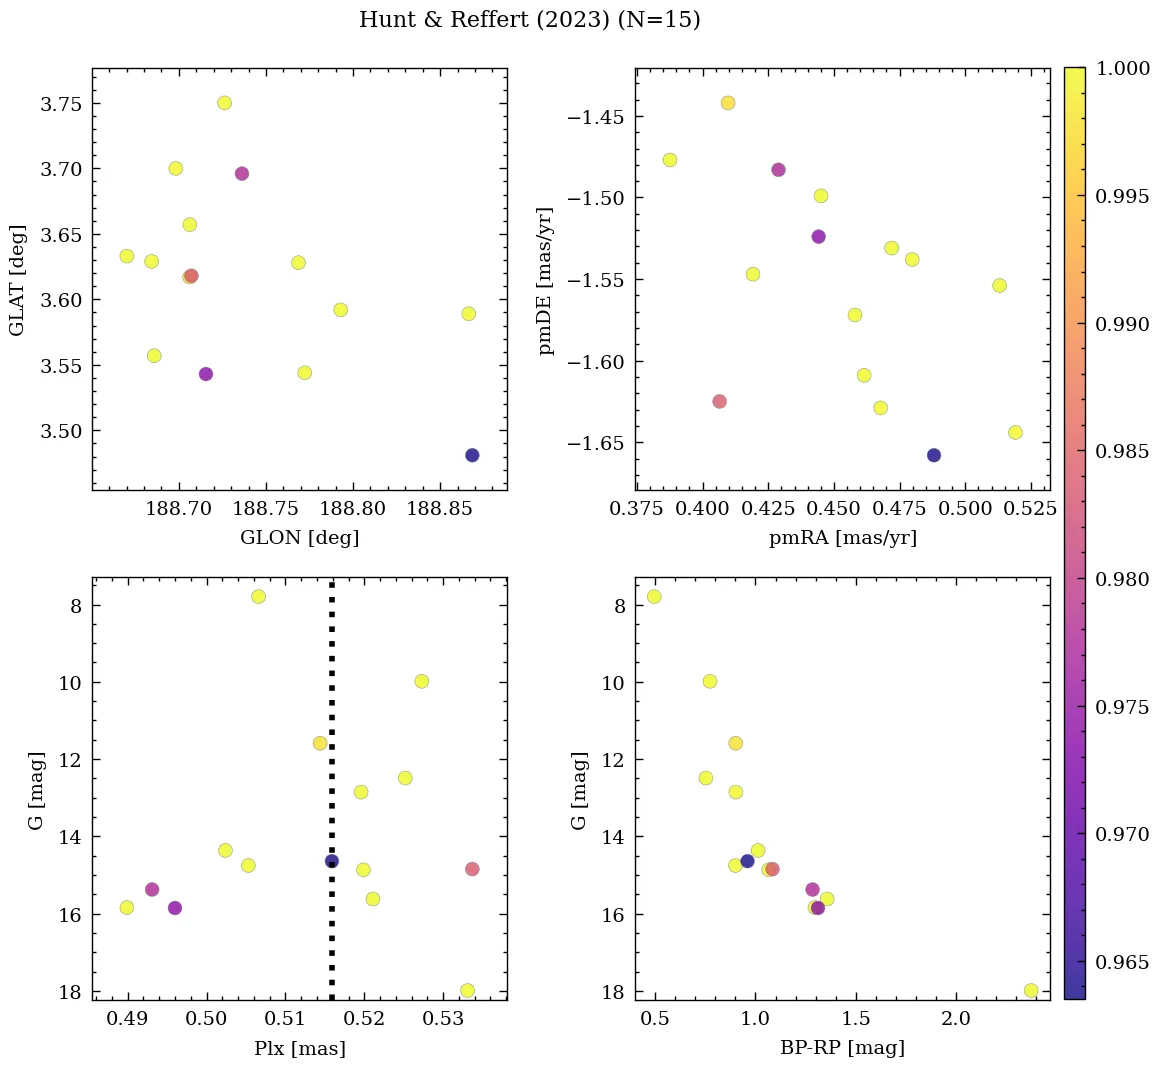 Hunt & Reffert (2023) (N=15)
GLAT [deg]
3.75
3.70
3.65
3.60
3.55
3.50
188.70 188.75 188.80 188.85
GLON [deg]
pmDE [mas/yr]
−1.45
−1.50
−1.55
−1.60
−1.65
0.375 0.400 0.425 0.450 0.475 0.500 0.525
pmRA [mas/yr]
G [mag]
8
10
12
14
16
18
0.49 0.50 0.51 0.52 0.53
Plx [mas]
G [mag]
8
10
12
14
16
18
0.5 1.0 1.5 2.0
BP-RP [mag]
1.000
0.995
0.990
0.985
0.980
0.975
0.970
0.965